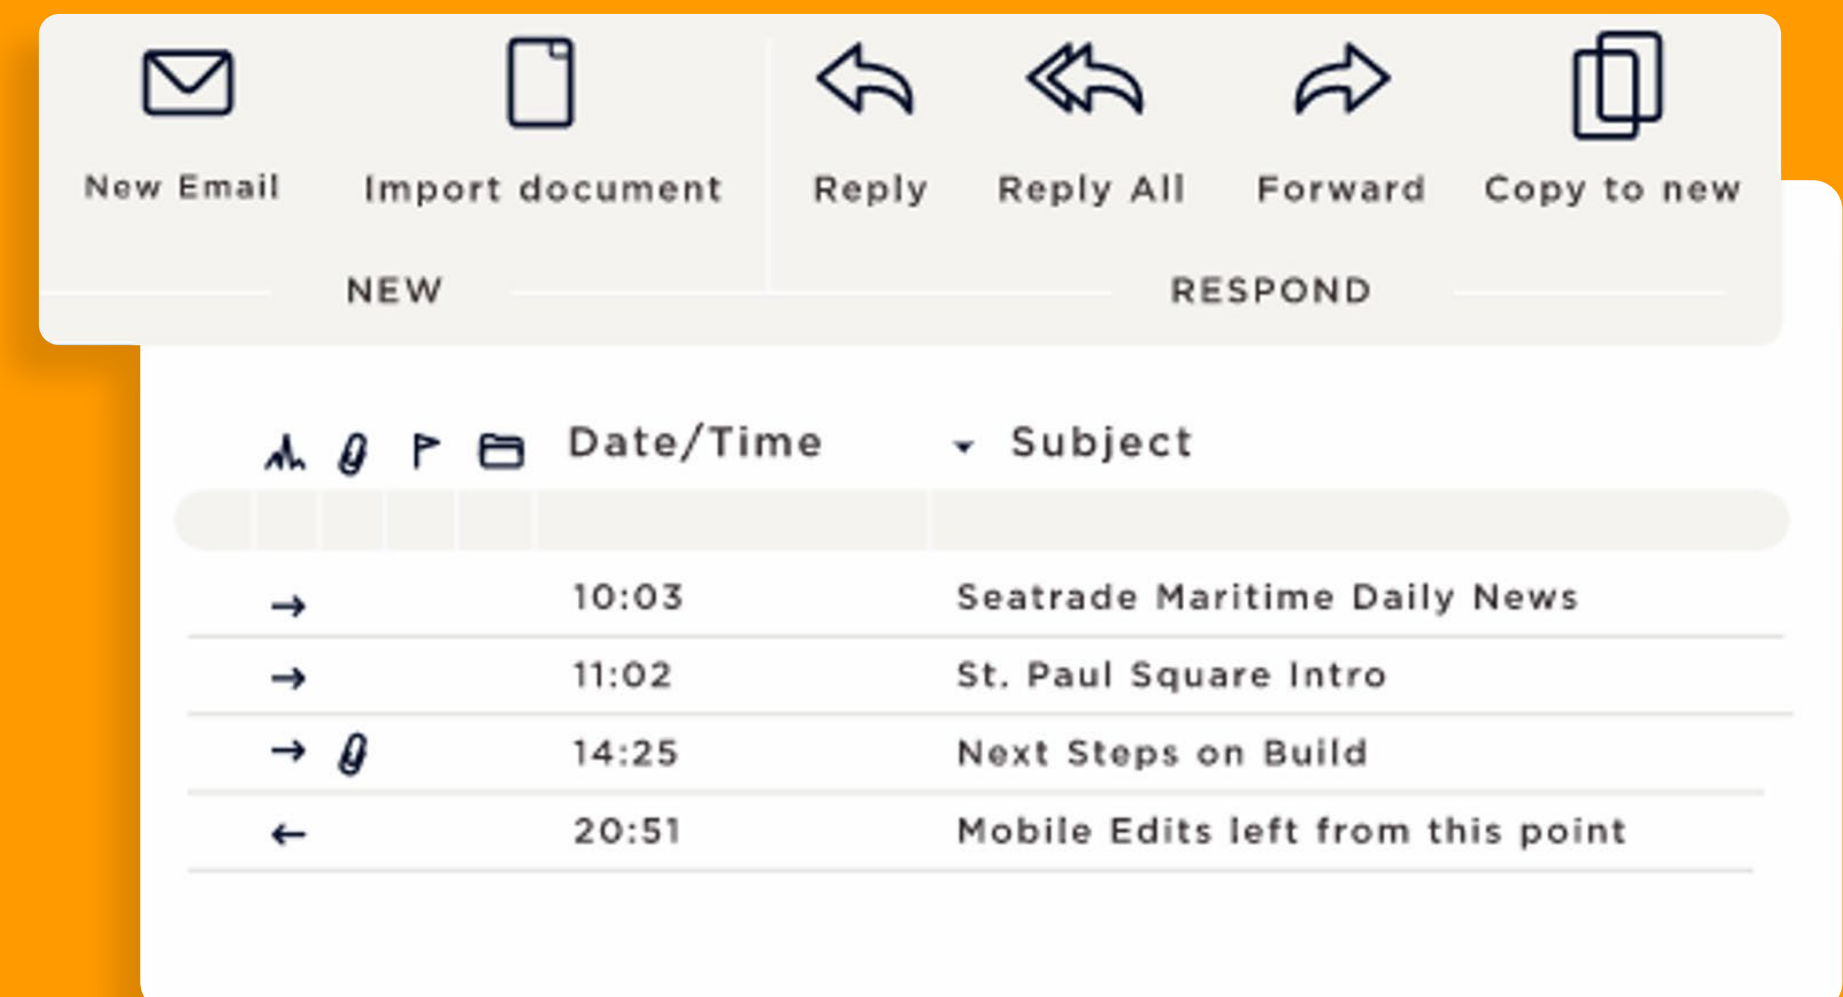 New Email Import document Reply Reply All Forward Copy to new
NEW RESPOND
Date/Time Subject
10:03 Seatrade Maritime Daily News
11:02 St. Paul Square Intro
14:25 Next Steps on Build
20:51 Mobile Edits left from this point